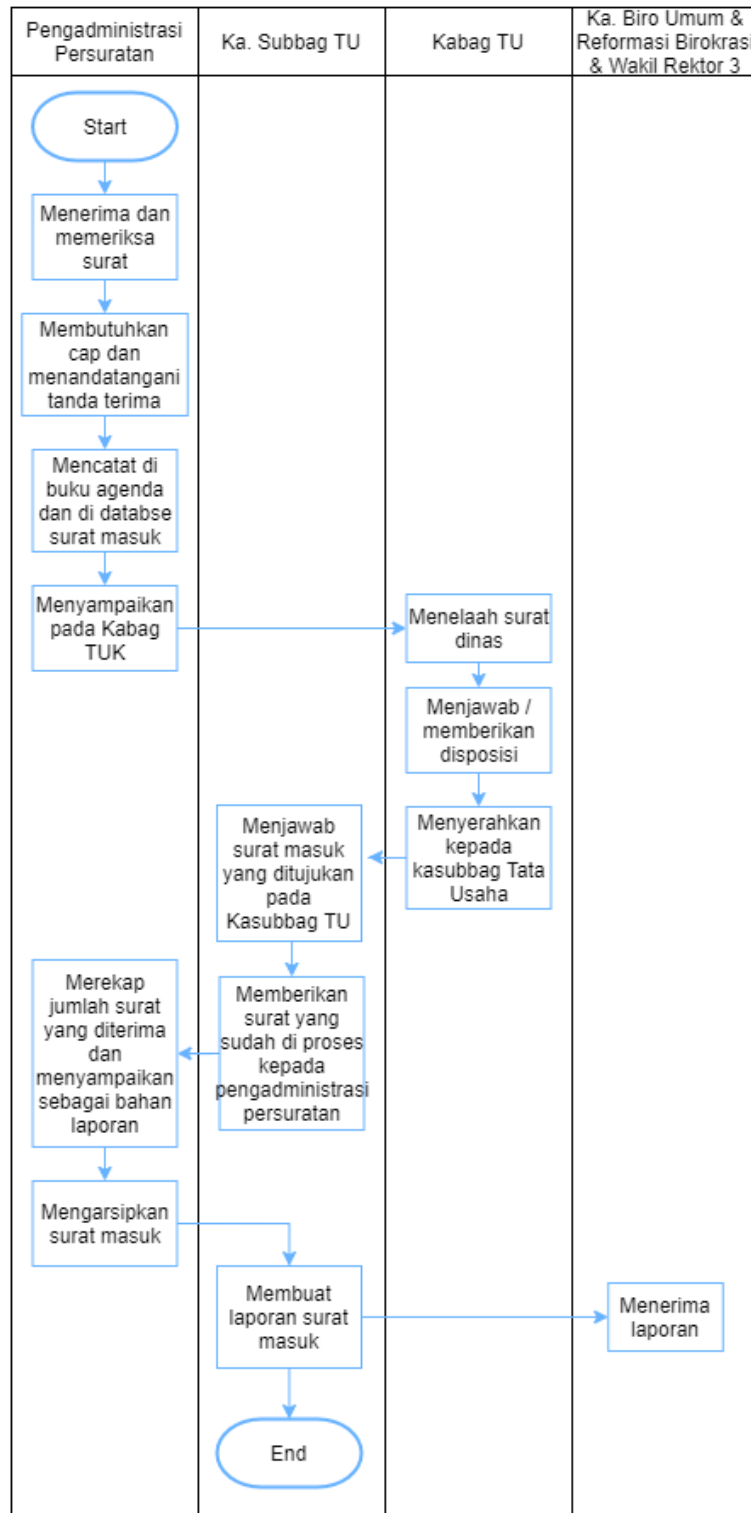 Pengadministrasi
Persuratan
Ka. Subbag TU
Kabag TU
Ka. Biro Umum &
Reformasi Birokrasi
& Wakil Rektor 3
Start
Menerima dan
memeriksa
surat
Membutuhkan
cap dan
menandatangani
tanda terima
Mencatat di
buku agenda
dan di databse
surat masuk
Menyampaikan
pada Kabag
TUK
Menelaah surat
dinas
Menjawab /
memberikan
disposisi
Menyerahkan
kepada
kasubbag Tata
Usaha
Menjawab
surat masuk
yang ditujukan
pada
Kasubbag TU
Memberikan
surat yang
sudah di proses
kepada
pengadministrasi
persuratan
Merekap
jumlah surat
yang diterima
dan
menyampaikan
sebagai bahan
laporan
Mengarsipkan
surat masuk
Membuat
laporan surat
masuk
Menerima
laporan
End